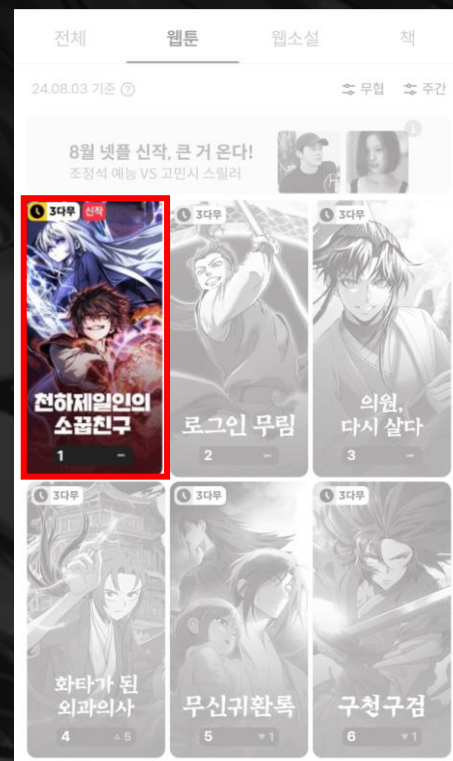 전체 웹툰 웹소설 책
24.08.03 기준 ?
무협 주간
8월 넷플 신작, 큰 거 온다!
조정석 예능 VS 고민시 스릴러
3다무 신작
천하제일인의
소꿉친구
1 -
3다무
로그인 무림
2 -
3다무
의원,
다시 살다
3 -
3다무
화타가 된
외과의사
4 ▲5
3다무
무신귀환록
5 ▼1
3다무
구천구검
6 ▼1